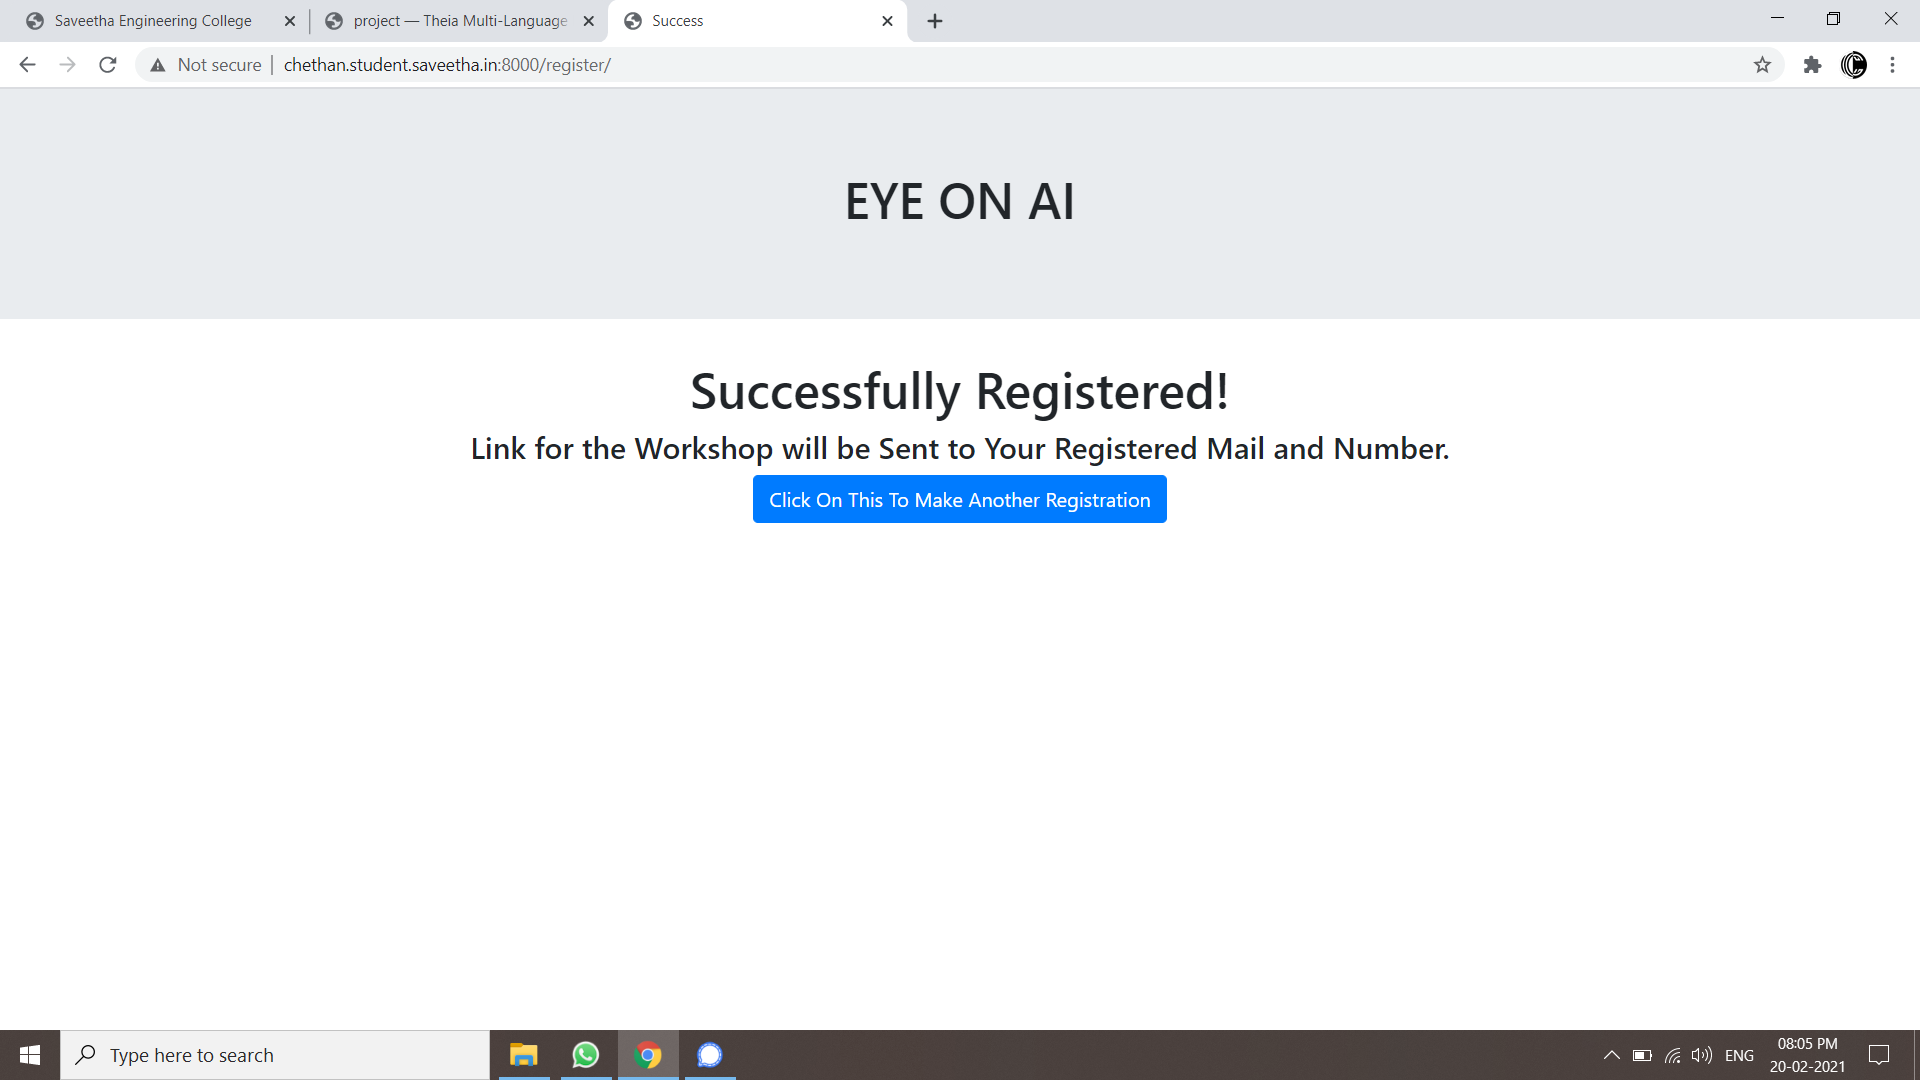 Saveetha Engineering College
project — Theia Multi-Language
Success
Not secure
chethan.student.saveetha.in:8000/register/
EYE ON AI
Successfully Registered!
Link for the Workshop will be Sent to Your Registered Mail and Number.
Click On This To Make Another Registration
Type here to search
ENG
08:05 PM
20-02-2021